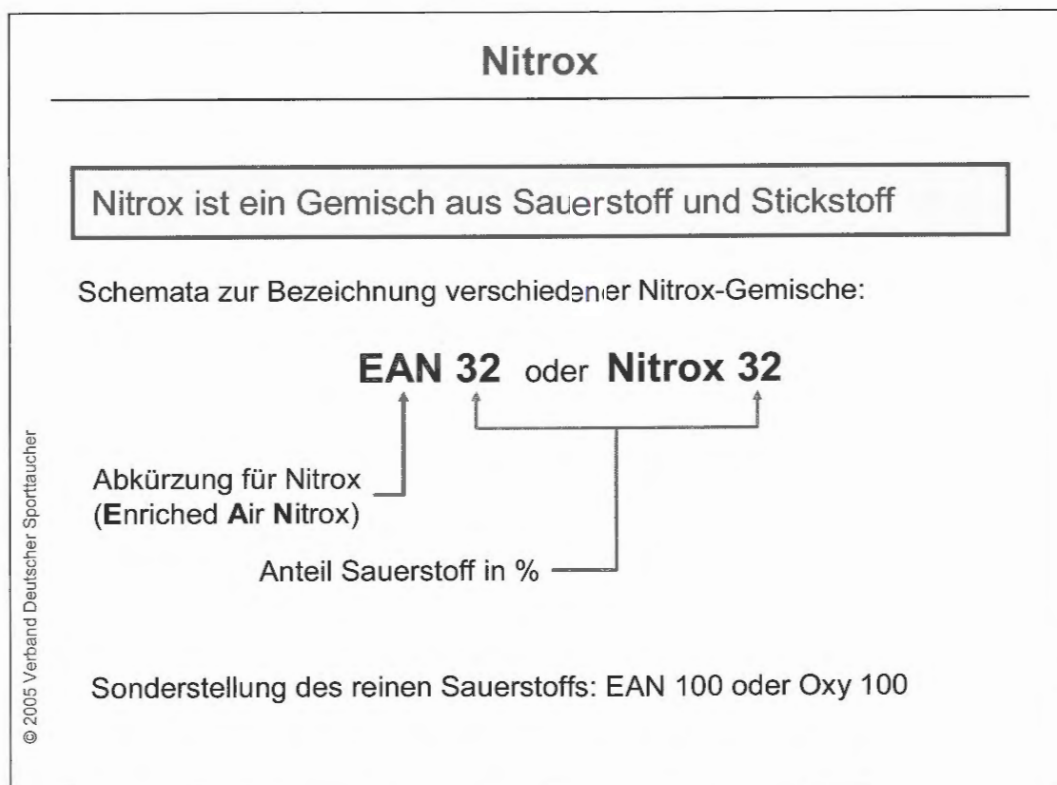 Nitrox
Nitrox ist ein Gemisch aus Sauerstoff und Stickstoff
Schemata zur Bezeichnung verschiedener Nitrox-Gemische:
EAN 32 oder Nitrox 32
Abkürzung für Nitrox
(Enriched Air Nitrox)
Anteil Sauerstoff in %
Sonderstellung des reinen Sauerstoffs: EAN 100 oder Oxy 100
© 2005 Verband Deutscher Sporttaucher